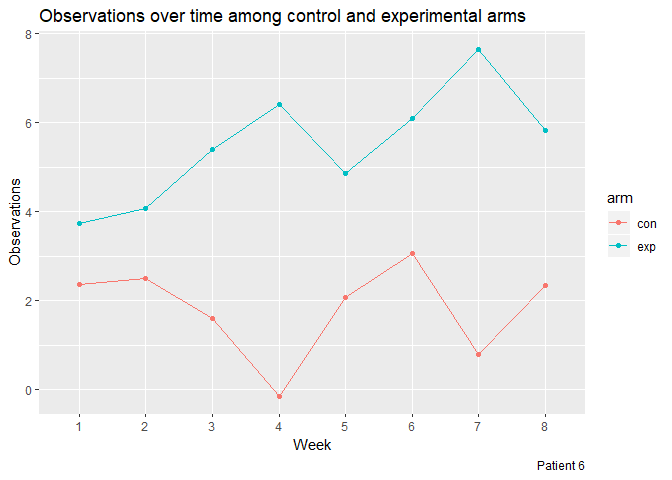 Observations over time among control and experimental arms
8
6
4
2
0
Observations
1 2 3 4 5 6 7 8
Week
arm
con
exp
Patient 6